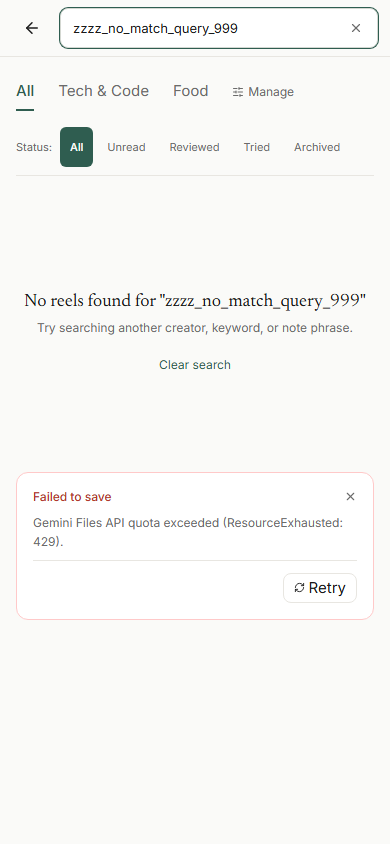 zzzz_no_match_query_999
All Tech & Code Food Manage
Status: All Unread Reviewed Tried Archived
No reels found for "zzzz_no_match_query_999"
Try searching another creator, keyword, or note phrase.
Clear search
Failed to save
Gemini Files API quota exceeded (ResourceExhausted:
429).
Retry